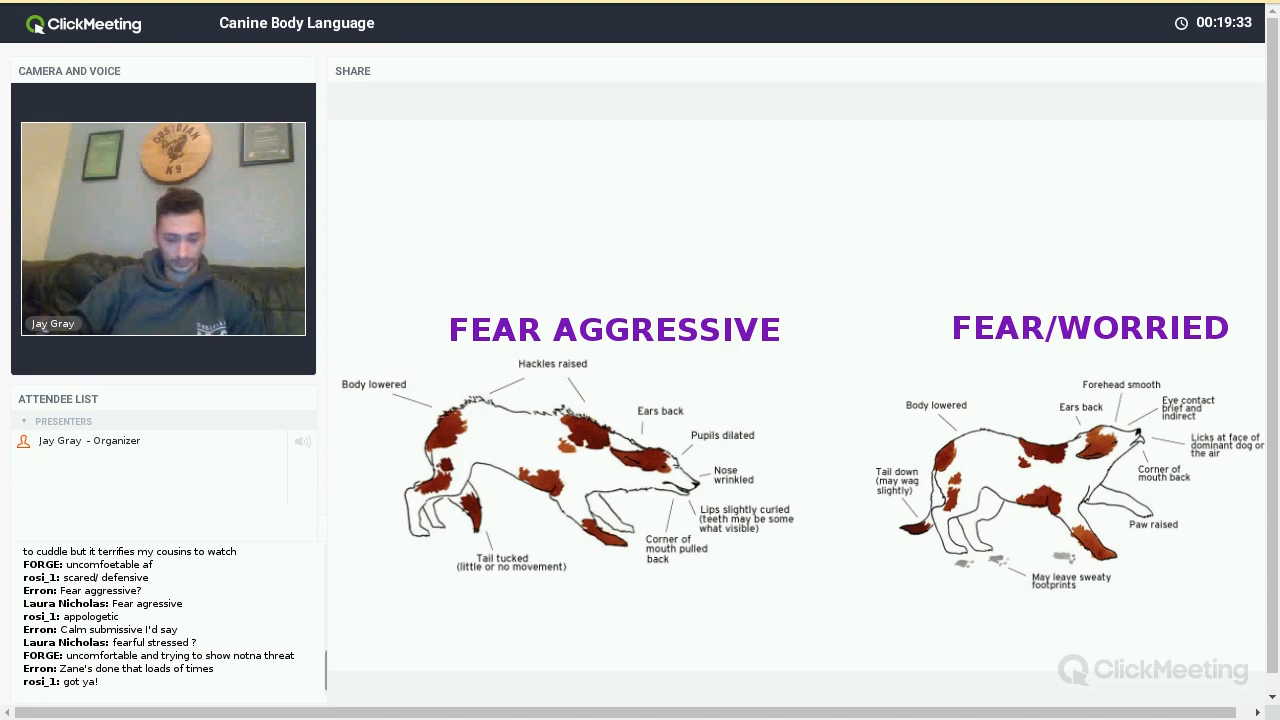 ClickMeeting
Canine Body Language
00:19:33
CAMERA AND VOICE
OBSIDIAN
K9
Jay Gray
ATTENDEE LIST
PRESENTERS
Jay Gray - Organizer
to cuddle but it terrifies my cousins to watch
FORGE: uncomfoetable af
rosi_1: scared/ defensive
Erron: Fear aggressive?
Laura Nicholas: Fear agressive
rosi_1: appologetic
Erron: Calm submissive I'd say
Laura Nicholas: fearful stressed ?
FORGE: uncomfortable and trying to show notna threat
Erron: Zane's done that loads of times
rosi_1: got ya!
SHARE
FEAR AGGRESSIVE
Hackles raised
Body lowered
Ears back
Pupils dilated
Nose
wrinkled
Lips slightly curled
(teeth may be some
what visible)
Corner of
mouth pulled
back
Tail tucked
(little or no movement)
FEAR/WORRIED
Forehead smooth
Ears back
Eye contact
brief and
indirect
Body lowered
Licks at face of
dominant dog or
the air
Corner of
mouth back
Tail down
(may wag
slightly)
Paw raised
May leave sweaty
footprints
ClickMeeting